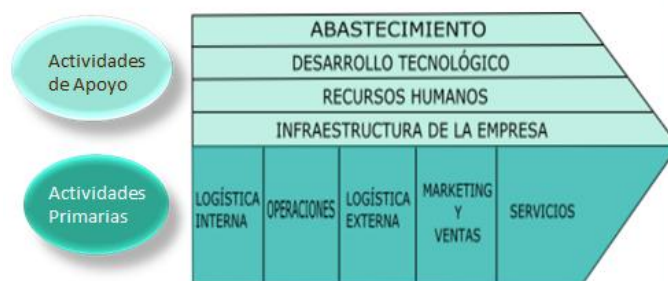 Actividades
de Apoyo
ABASTECIMIENTO
DESARROLLO TECNOLÓGICO
RECURSOS HUMANOS
INFRAESTRUCTURA DE LA EMPRESA
Actividades
Primarias
LOGÍSTICA
INTERNA
OPERACIONES
LOGÍSTICA
EXTERNA
MARKETING
Y
VENTAS
SERVICIOS